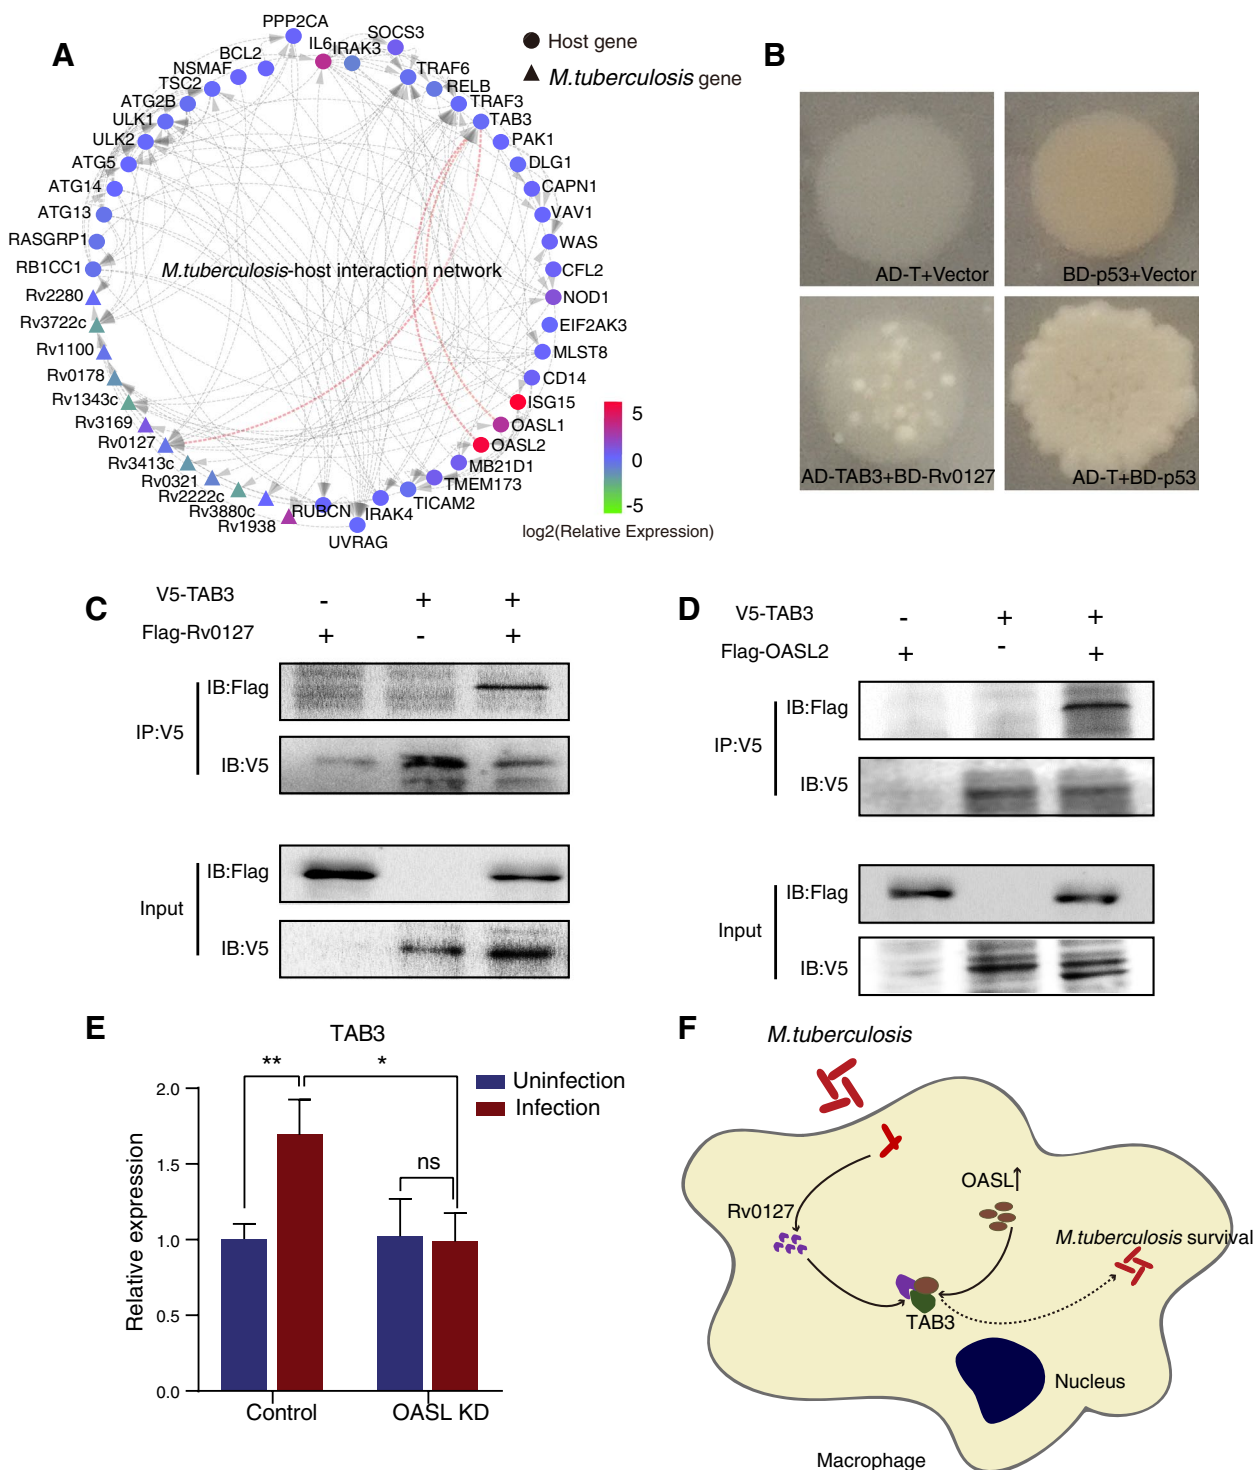 A
PPP2CA
IL6
IRAK3
SOCS3
BCL2
NSMAF
TSC2
ATG2B
ULK1
ULK2
ATG5
ATG14
ATG13
RASGRP1
RB1CC1
Rv2280
Rv3722c
Rv1100
Rv0178
Rv1343c
Rv3169
Rv0127
Rv3413c
Rv0321
Rv2222c
Rv3880c
Rv1938
RUBCN
UVRAG
IRAK4
TICAM2
TMEM173
MB21D1
OASL2
OASL1
ISG15
CD14
MLST8
EIF2AK3
NOD1
CFL2
WAS
VAV1
CAPN1
DLG1
PAK1
TAB3
TRAF3
RELB
TRAF6
Host gene
M.tuberculosis gene
M.tuberculosis-host interaction network
5
0
-5
log2(Relative Expression)
B
AD-T+Vector
BD-p53+Vector
AD-TAB3+BD-Rv0127
AD-T+BD-p53
C
V5-TAB3 - + +
Flag-Rv0127 + - +
IP:V5
IB:Flag
IB:V5
Input
IB:Flag
IB:V5
D
V5-TAB3 - + +
Flag-OASL2 + - +
IP:V5
IB:Flag
IB:V5
Input
IB:Flag
IB:V5
E
TAB3
** *
ns
Uninfection
Infection
Relative expression
2.0
1.5
1.0
0.5
0.0
Control OASL KD
F
M.tuberculosis
OASL↑
Rv0127
M.tuberculosis survival
TAB3
Nucleus
Macrophage